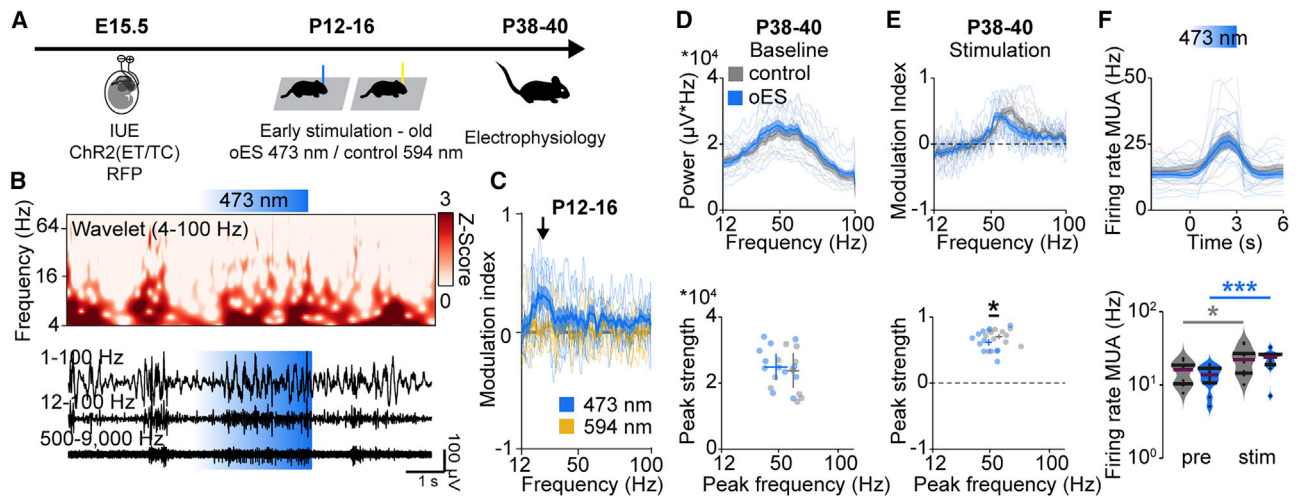 A
E15.5
P12-16
P38-40
IUE
ChR2(ET/TC)
RFP
Early stimulation - old
oES 473 nm / control 594 nm
Electrophysiology
B
473 nm
Wavelet (4-100 Hz)
Frequency (Hz)
64
16
4
3
0
Z-Score
1-100 Hz
12-100 Hz
500-9,000 Hz
1 s
100 µV
C
P12-16
Modulation index
1
0
-1
473 nm
594 nm
12 50 100
Frequency (Hz)
D
P38-40
Baseline
*10⁴
control
oES
Power (µV*Hz)
4
2
0
12 50 100
Frequency (Hz)
*10⁴
Peak strength
4
2
0
12 50 100
Peak frequency (Hz)
E
P38-40
Stimulation
Modulation Index
1
0
-1
12 50 100
Frequency (Hz)
*
Peak strength
1
0
-1
12 50 100
Peak frequency (Hz)
F
473 nm
Firing rate MUA (Hz)
50
25
0
0 3 6
Time (s)
***
*
Firing rate MUA (Hz)
10²
10¹
10⁰
pre stim